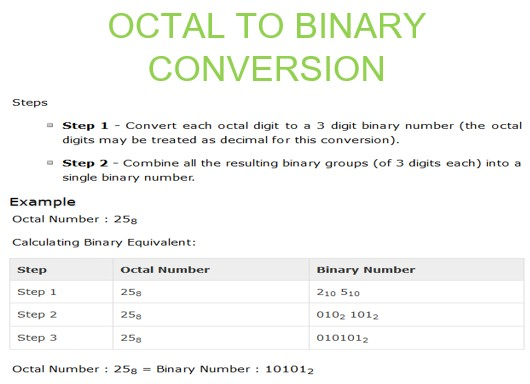 OCTAL TO BINARY
CONVERSION
Steps
Step 1 - Convert each octal digit to a 3 digit binary number (the octal
digits may be treated as decimal for this conversion).
Step 2 - Combine all the resulting binary groups (of 3 digits each) into a
single binary number.
Example
Octal Number : 25₈
Calculating Binary Equivalent:
Step Octal Number Binary Number
Step 1 25₈ 2₁₀ 5₁₀
Step 2 25₈ 010₂ 101₂
Step 3 25₈ 010101₂
Octal Number : 25₈ = Binary Number : 10101₂